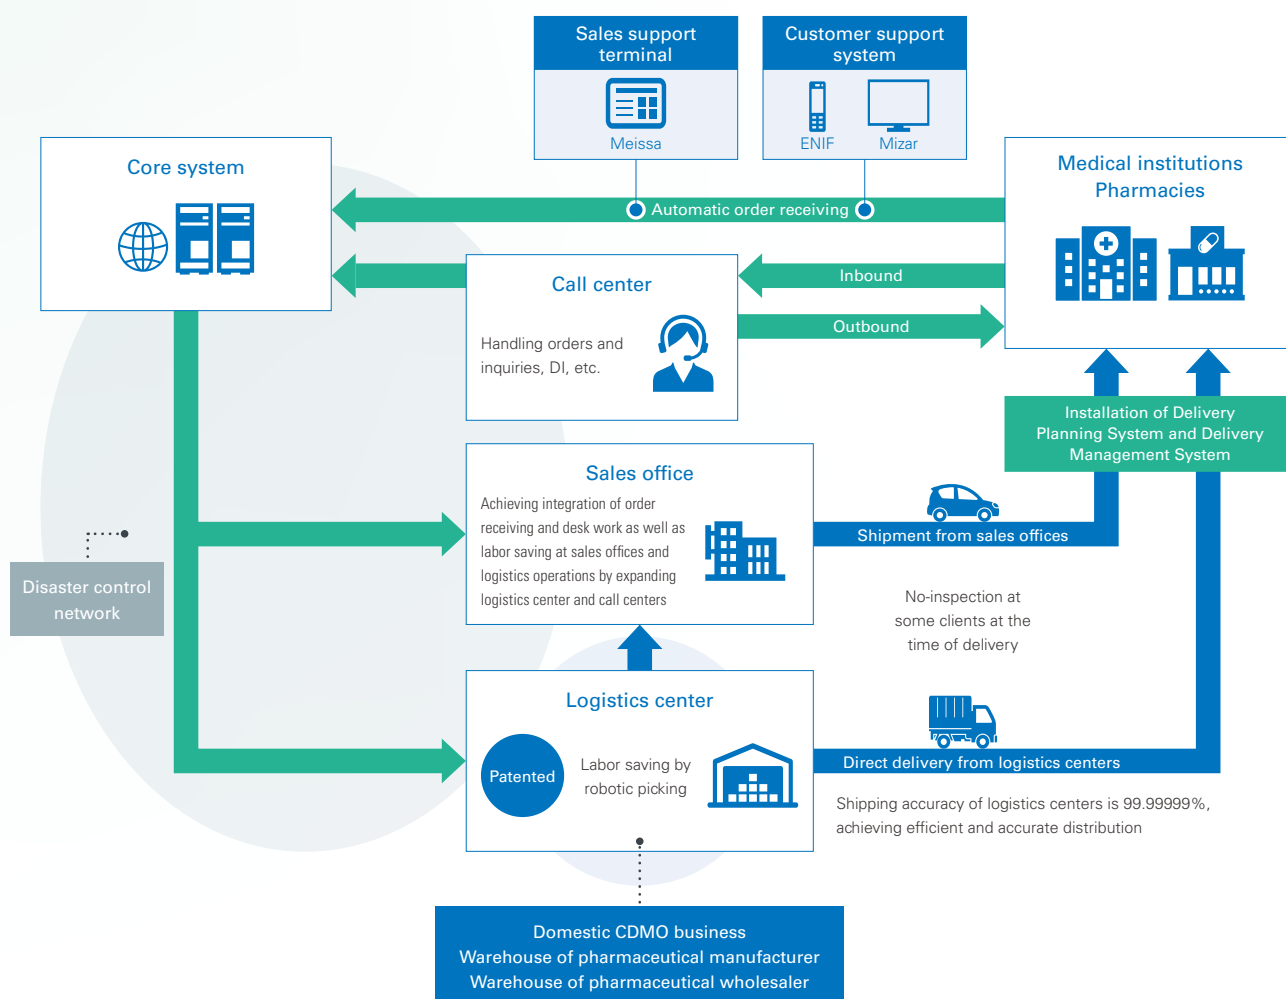 Sales support
terminal
Meissa
Customer support
system
ENIF
Mizar
Core system
Medical institutions
Pharmacies
Automatic order receiving
Call center
Handling orders and
inquiries, DI, etc.
Inbound
Outbound
Installation of Delivery
Planning System and Delivery
Management System
Sales office
Achieving integration of order
receiving and desk work as well as
labor saving at sales offices and
logistics operations by expanding
logistics center and call centers
Shipment from sales offices
Disaster control
network
No-inspection at
some clients at the
time of delivery
Logistics center
Patented
Labor saving by
robotic picking
Direct delivery from logistics centers
Shipping accuracy of logistics centers is 99.99999%,
achieving efficient and accurate distribution
Domestic CDMO business
Warehouse of pharmaceutical manufacturer
Warehouse of pharmaceutical wholesaler